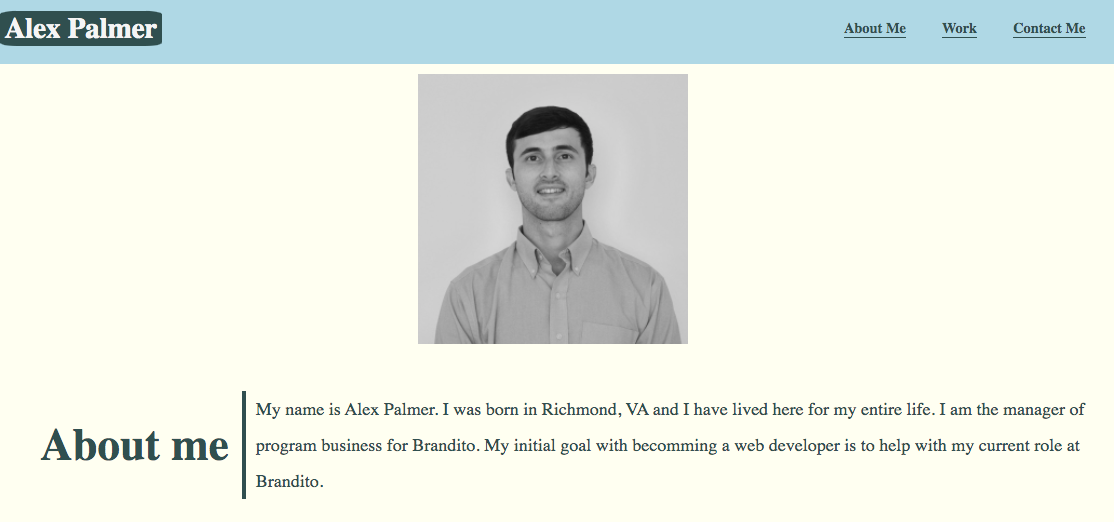 Alex Palmer
About Me Work Contact Me
About me
My name is Alex Palmer. I was born in Richmond, VA and I have lived here for my entire life. I am the manager of
program business for Brandito. My initial goal with becomming a web developer is to help with my current role at
Brandito.